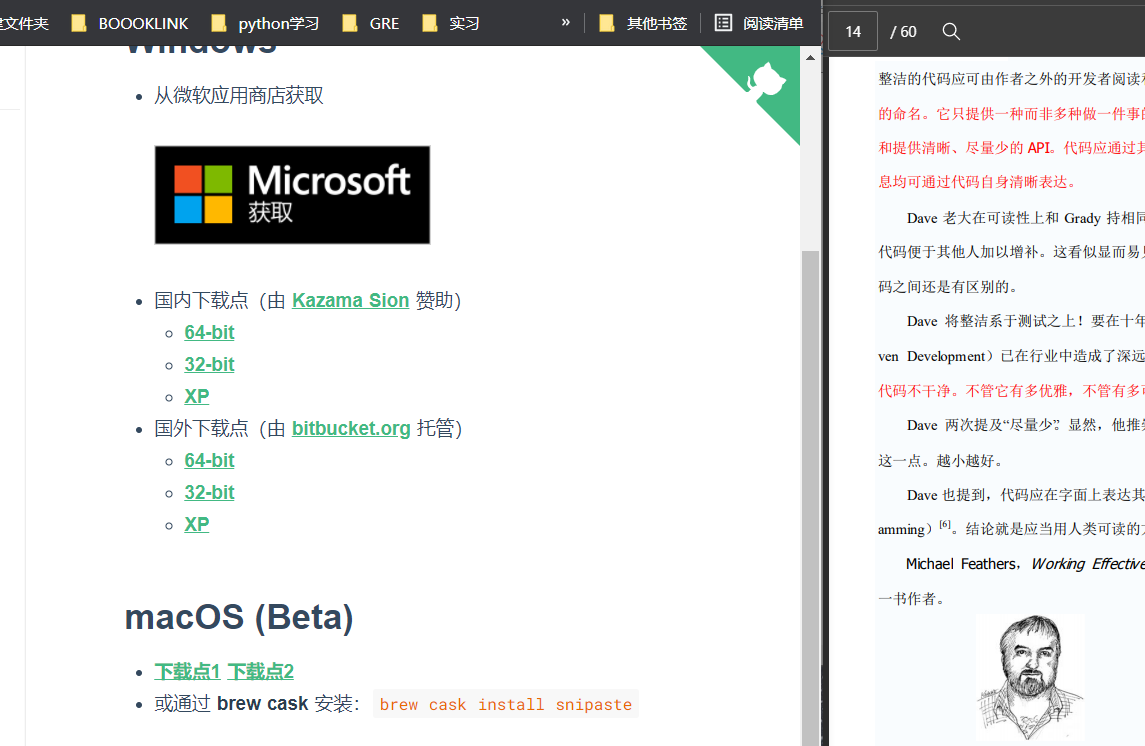 文件夹
BOOOKLINK
python学习
GRE
实习
»
其他书签
阅读清单
Windows
从微软应用商店获取
Microsoft
获取
国内下载点（由 Kazama Sion 赞助）
64-bit
32-bit
XP
国外下载点（由 bitbucket.org 托管）
64-bit
32-bit
XP
macOS (Beta)
下载点1 下载点2
或通过 brew cask 安装： brew cask install snipaste
14 / 60
整洁的代码应可由作者之外的开发者阅读
的命名。它只提供一种而非多种做一件事
和提供清晰、尽量少的 API。代码应通过
息均可通过代码自身清晰表达。
Dave 老大在可读性上和 Grady 持相同
代码便于其他人加以增补。这看似显而易
码之间还是有区别的。
Dave 将整洁系于测试之上！要在十年
ven Development）已在行业中造成了深远
代码不干净。不管它有多优雅，不管有多
Dave 两次提及“尽量少”。显然，他推
这一点。越小越好。
Dave 也提到，代码应在字面上表达其
amming）[6]。结论就是应当用人类可读的
Michael Feathers，Working Effective
一书作者。